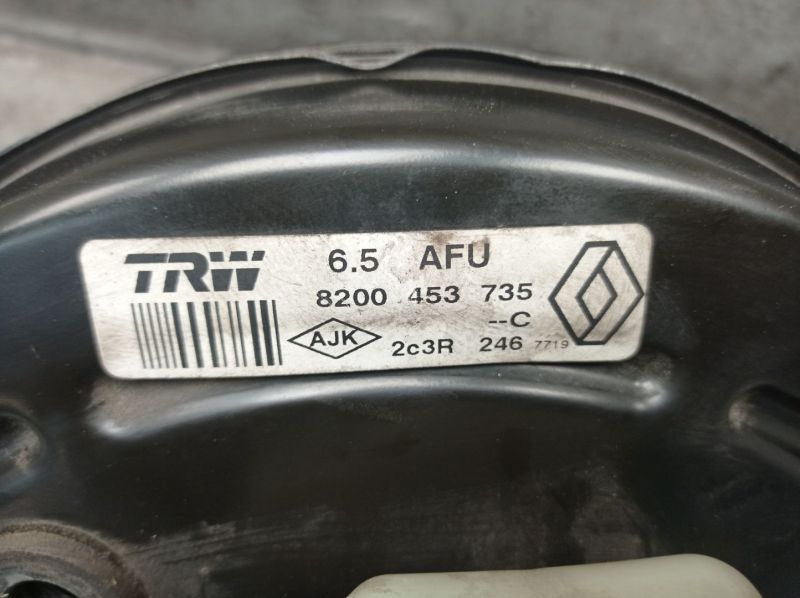 TRW 6.5 AFU
8200 453 735
--C
AJK 2c3R 246 7719